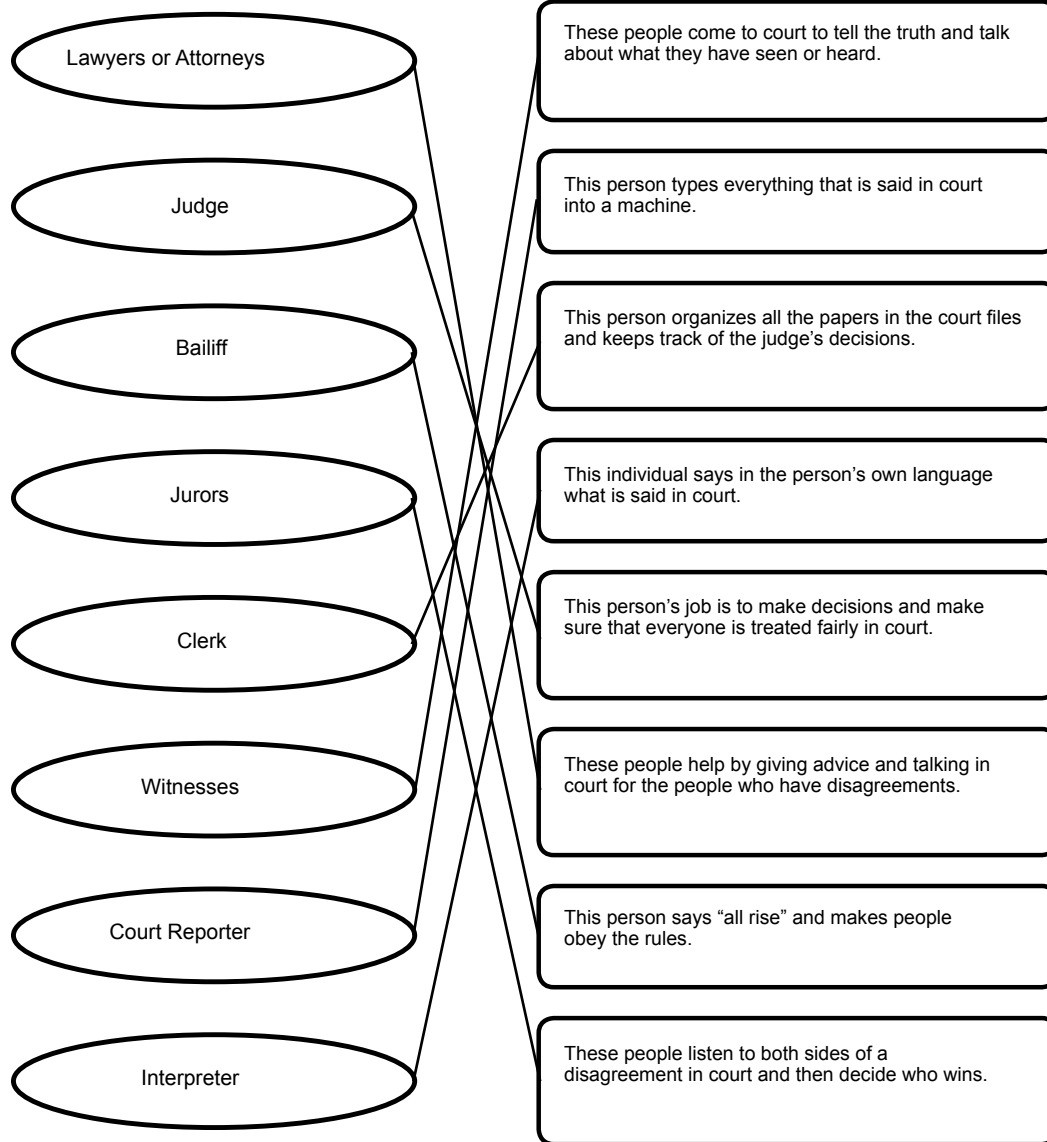 Lawyers or Attorneys
Judge
Bailiff
Jurors
Clerk
Witnesses
Court Reporter
Interpreter
These people come to court to tell the truth and talk
about what they have seen or heard.
This person types everything that is said in court
into a machine.
This person organizes all the papers in the court files
and keeps track of the judge’s decisions.
This individual says in the person’s own language
what is said in court.
This person’s job is to make decisions and make
sure that everyone is treated fairly in court.
These people help by giving advice and talking in
court for the people who have disagreements.
This person says “all rise” and makes people
obey the rules.
These people listen to both sides of a
disagreement in court and then decide who wins.